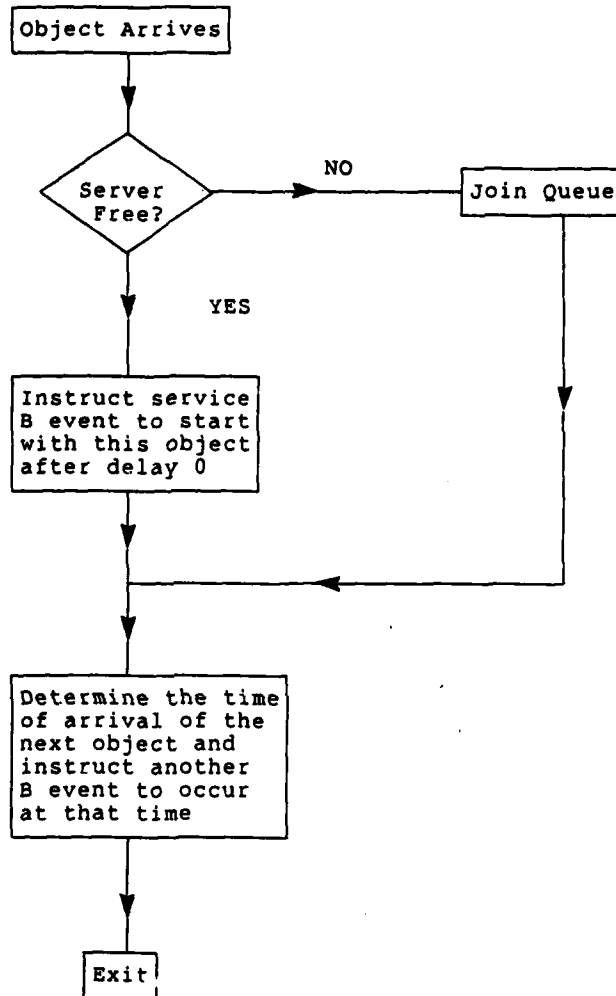 Object Arrives
Server
Free?
NO
Join Queue
YES
Instruct service
B event to start
with this object
after delay 0
Determine the time
of arrival of the
next object and
instruct another
B event to occur
at that time
Exit